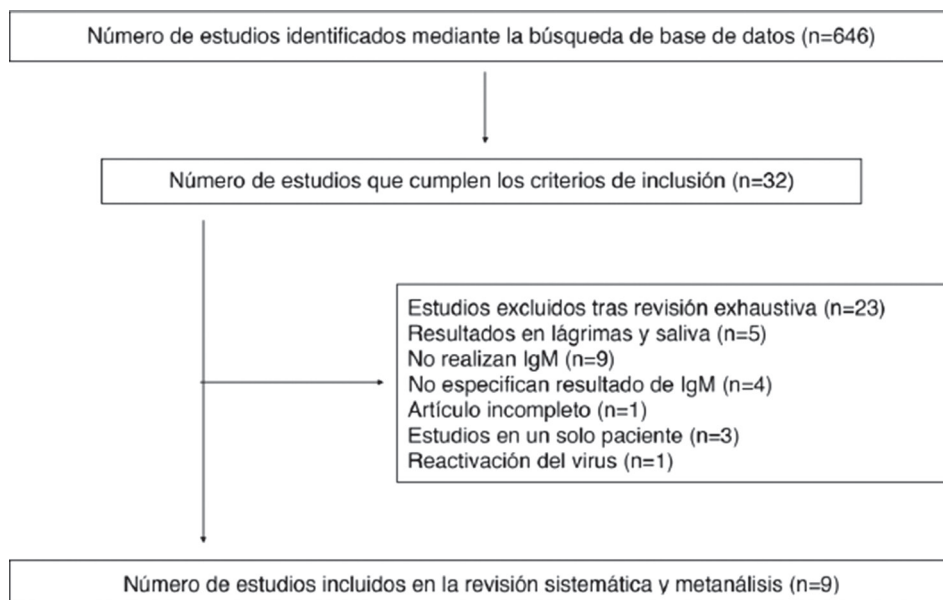 Número de estudios identificados mediante la búsqueda de base de datos (n=646)
Número de estudios que cumplen los criterios de inclusión (n=32)
Estudios excluidos tras revisión exhaustiva (n=23)
Resultados en lágrimas y saliva (n=5)
No realizan IgM (n=9)
No especifican resultado de IgM (n=4)
Artículo incompleto (n=1)
Estudios en un solo paciente (n=3)
Reactivación del virus (n=1)
Número de estudios incluidos en la revisión sistemática y metanálisis (n=9)